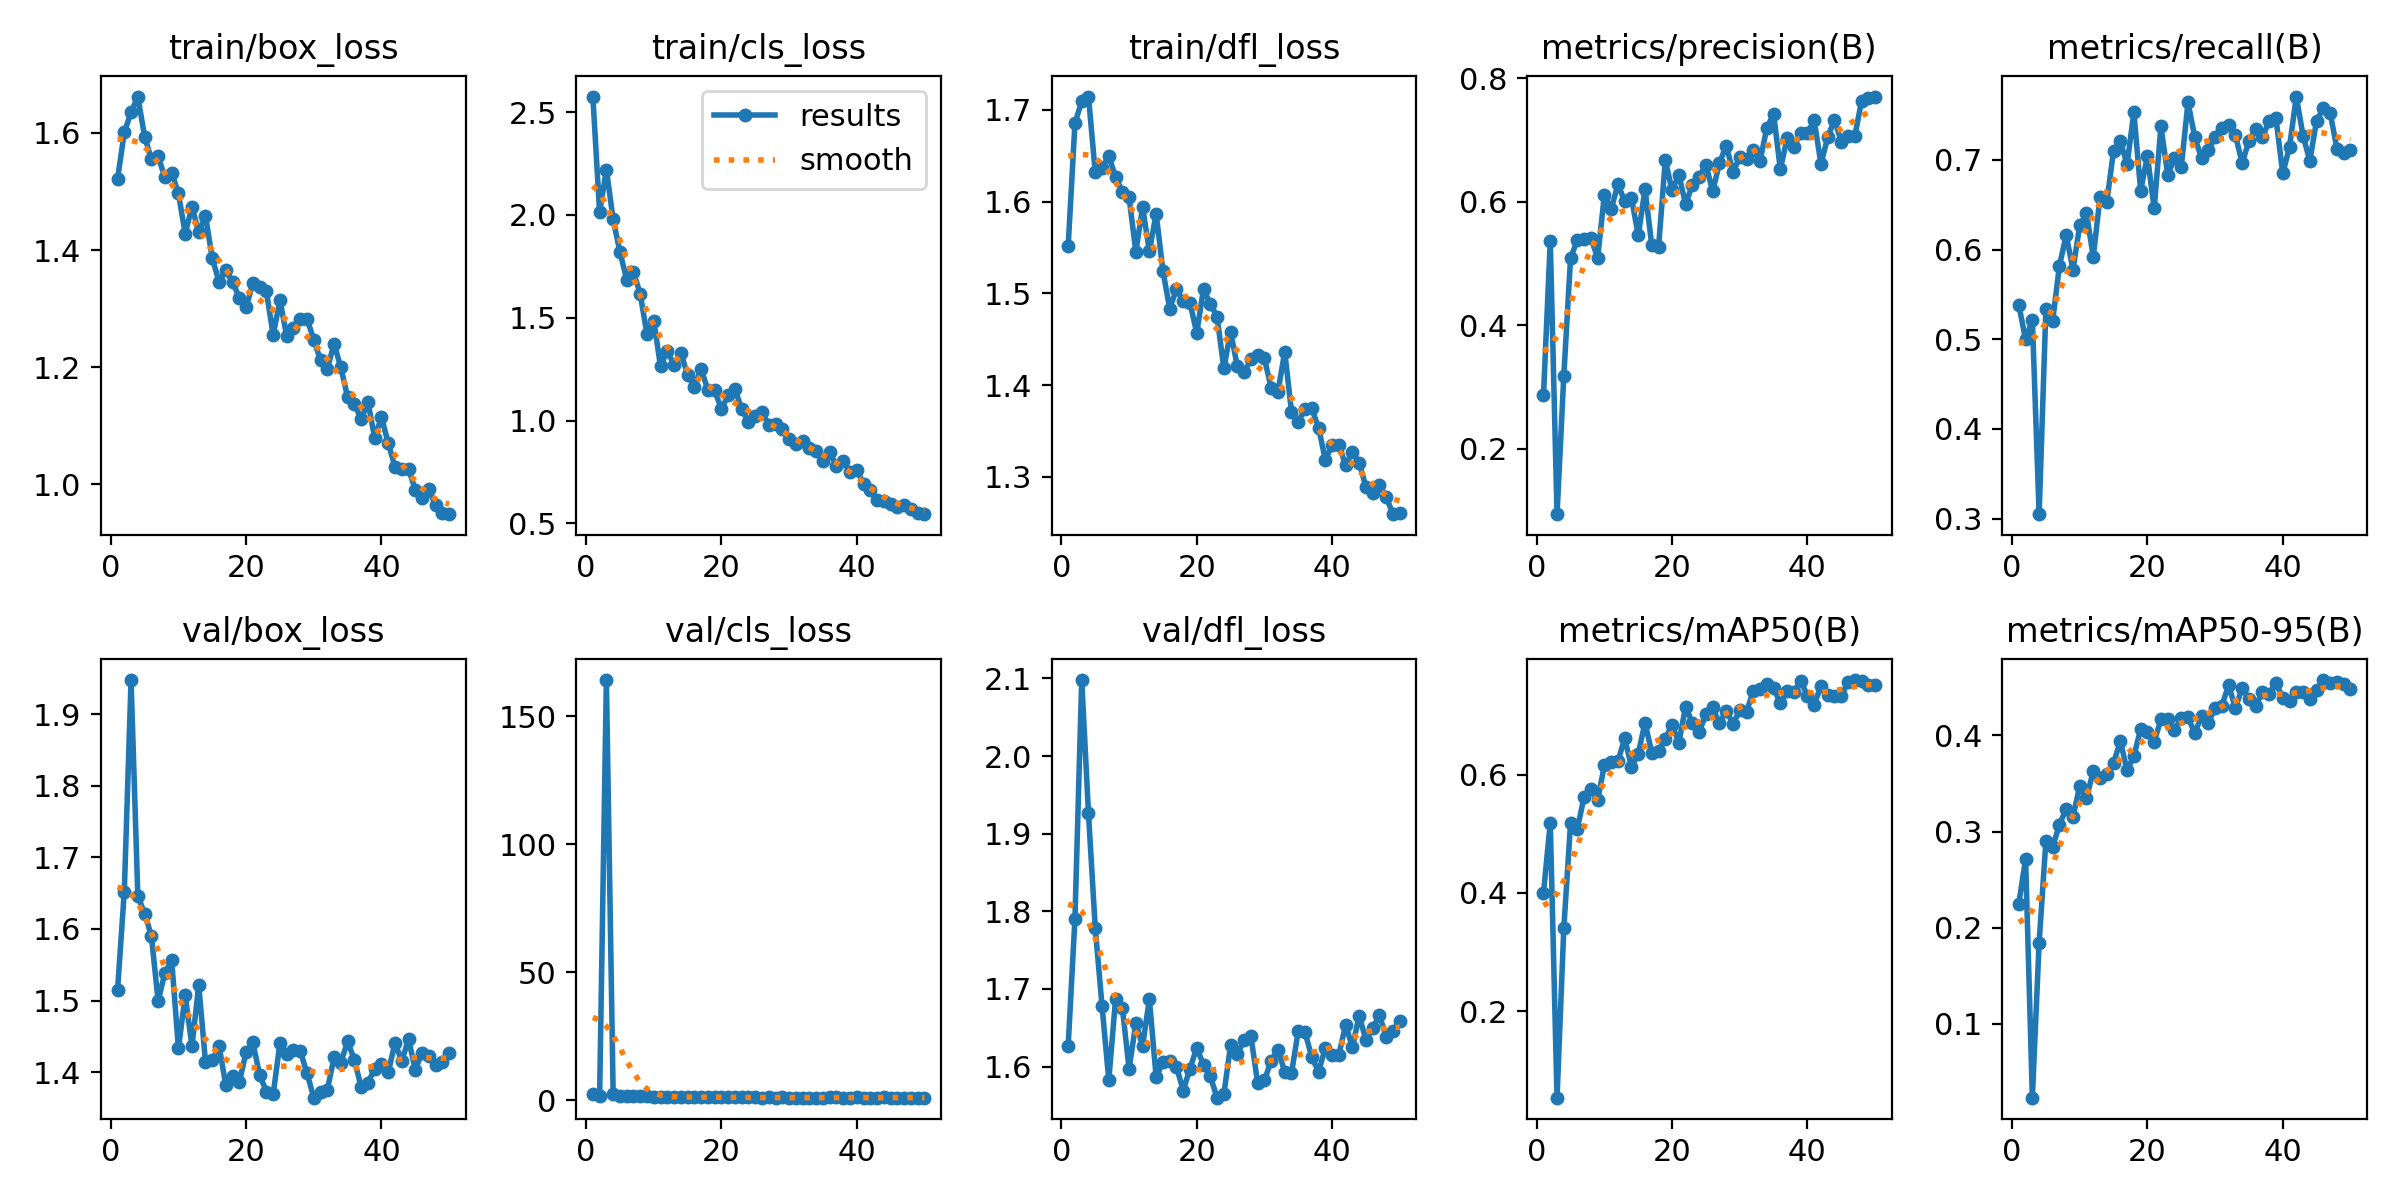 train/box_loss
1.6
1.4
1.2
1.0
0 20 40
train/cls_loss
results
smooth
2.5
2.0
1.5
1.0
0.5
0 20 40
train/dfl_loss
1.7
1.6
1.5
1.4
1.3
0 20 40
metrics/precision(B)
0.8
0.6
0.4
0.2
0 20 40
metrics/recall(B)
0.7
0.6
0.5
0.4
0.3
0 20 40
val/box_loss
1.9
1.8
1.7
1.6
1.5
1.4
0 20 40
val/cls_loss
150
100
50
0
0 20 40
val/dfl_loss
2.1
2.0
1.9
1.8
1.7
1.6
0 20 40
metrics/mAP50(B)
0.6
0.4
0.2
0 20 40
metrics/mAP50-95(B)
0.4
0.3
0.2
0.1
0 20 40